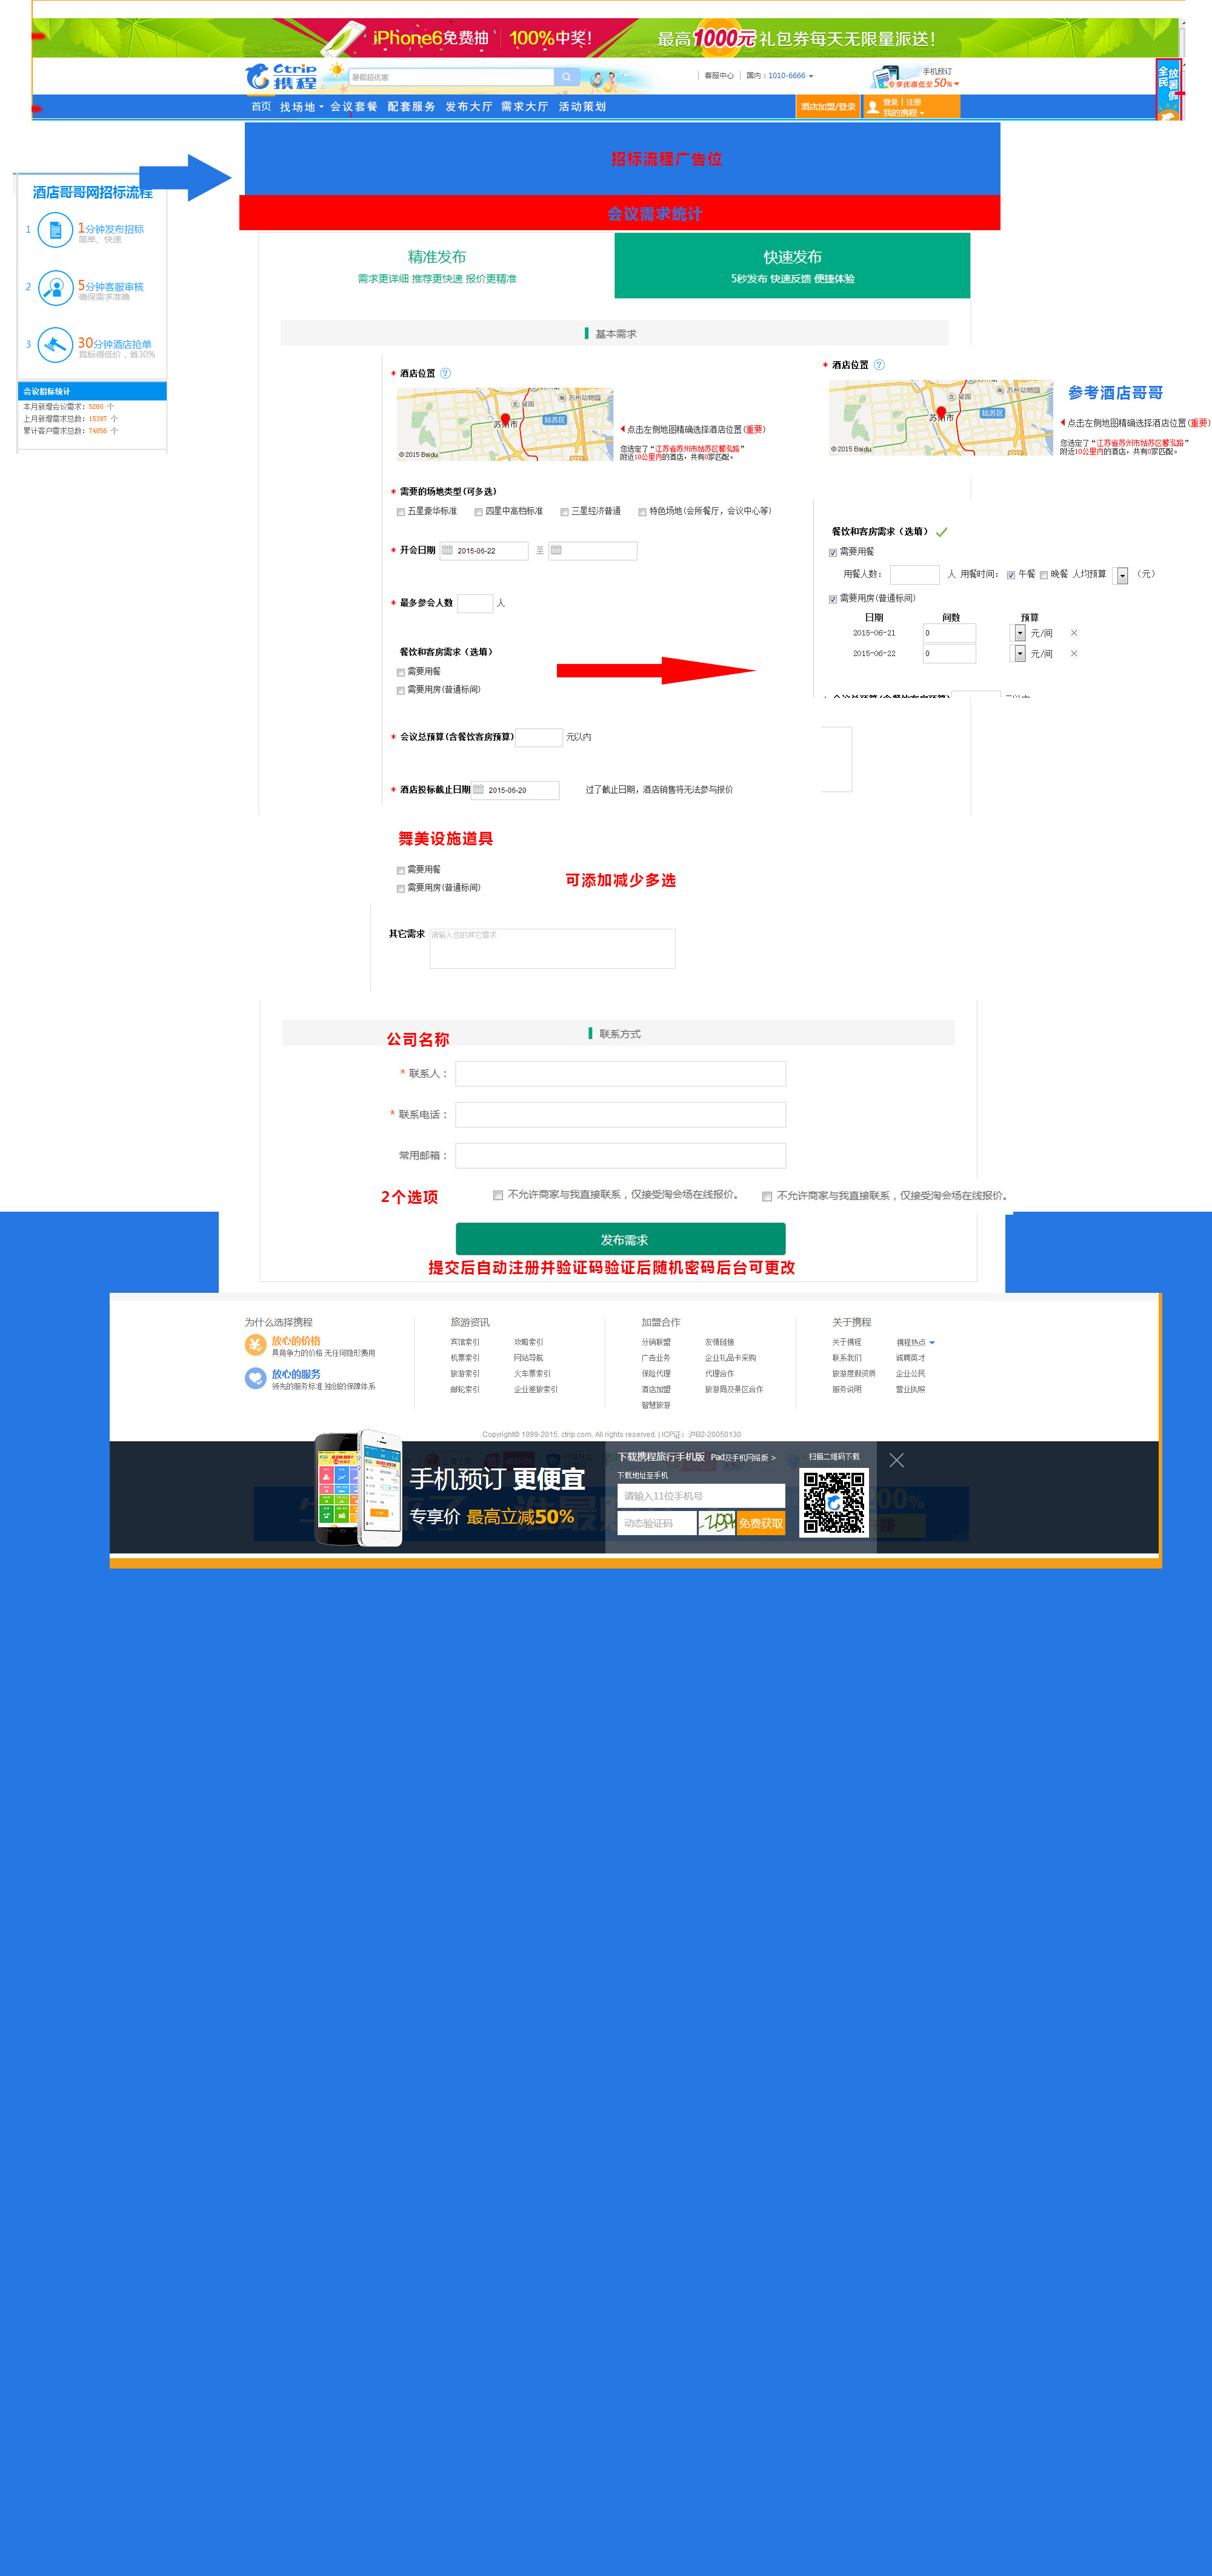 iPhone6免费抽 100%中奖!
最高1000元礼包券每天无限量派送!
Ctrip
携程
暑假超优惠
客服中心
国内:1010-6666
手机预订
专享优惠低至50%
全民放暑假
首页 找场地 会议套餐 配套服务 发布大厅 需求大厅 活动策划
酒店加盟/登录
登录 | 注册
我的携程
招标流程广告位
会议需求统计
酒店哥哥网招标流程
1 1分钟发布招标
简单、快速
2 5分钟客服审核
确保需求准确
3 30分钟酒店抢单
竞标得低价,省30%
会议招标统计
本月新增会议需求: 5260 个
上月新增需求总数: 15397 个
累计客户需求总数: 74856 个
精准发布
需求更详细 推荐更快速 报价更精准
快速发布
5秒发布 快速反馈 便捷体验
基本需求
* 酒店位置 ?
苏州动物园
姑苏区
苏州市
© 2015 Baidu
点击左侧地图精确选择酒店位置(重要)
您选定了“江苏省苏州市姑苏区馨泓路”
附近10公里内的酒店,共有0家匹配。
* 酒店位置 ?
苏州动物园
姑苏区
苏州市
© 2015 Baidu
参考酒店哥哥
点击左侧地图精确选择酒店位置(重要)
您选定了“江苏省苏州市姑苏区馨泓路”
附近10公里内的酒店,共有0家匹配。
* 需要的场地类型(可多选)
五星豪华标准 四星中高档标准 三星经济普通 特色场地(会所餐厅, 会议中心等)
* 开会日期 2015-06-22 至
* 最多参会人数 人
餐饮和客房需求(选填)
需要用餐
需要用房(普通标间)
餐饮和客房需求(选填)
需要用餐
用餐人数: 人 用餐时间: 午餐 晚餐 人均预算 (元)
需要用房(普通标间)
日期 间数 预算
2015-06-21 0 元/间 ×
2015-06-22 0 元/间 ×
* 会议总预算(含餐饮客房预算) 元以内
* 酒店投标截止日期 2015-06-20 过了截止日期, 酒店销售将无法参与报价
舞美设施道具
需要用餐
需要用房(普通标间)
可添加减少多选
其它需求 请输入您的其它需求
联系方式
公司名称
* 联系人:
* 联系电话:
常用邮箱:
2个选项
不允许商家与我直接联系,仅接受淘会场在线报价。
不允许商家与我直接联系,仅接受淘会场在线报价。
发布需求
提交后自动注册并验证码验证后随机密码后台可更改
为什么选择携程
放心的价格
具竞争力的价格 无任何隐形费用
放心的服务
领先的服务标准 独创的保障体系
旅游资讯
宾馆索引 攻略索引
机票索引 网站导航
旅游索引 火车票索引
邮轮索引 企业差旅索引
加盟合作
分销联盟 友情链接
广告业务 企业礼品卡采购
保险代理 代理合作
酒店加盟 旅游局及景区合作
智慧旅游
关于携程
关于携程 携程热点
联系我们 诚聘英才
旅游度假资质 企业公民
服务说明 营业执照
Copyright© 1999-2015, ctrip.com. All rights reserved. | ICP证:沪B2-20050130
手机预订 更便宜
专享价 最高立减50%
下载携程旅行手机版 Pad及手机网络版 >
下载地址至手机
请输入11位手机号
动态验证码
免费获取
扫描二维码下载